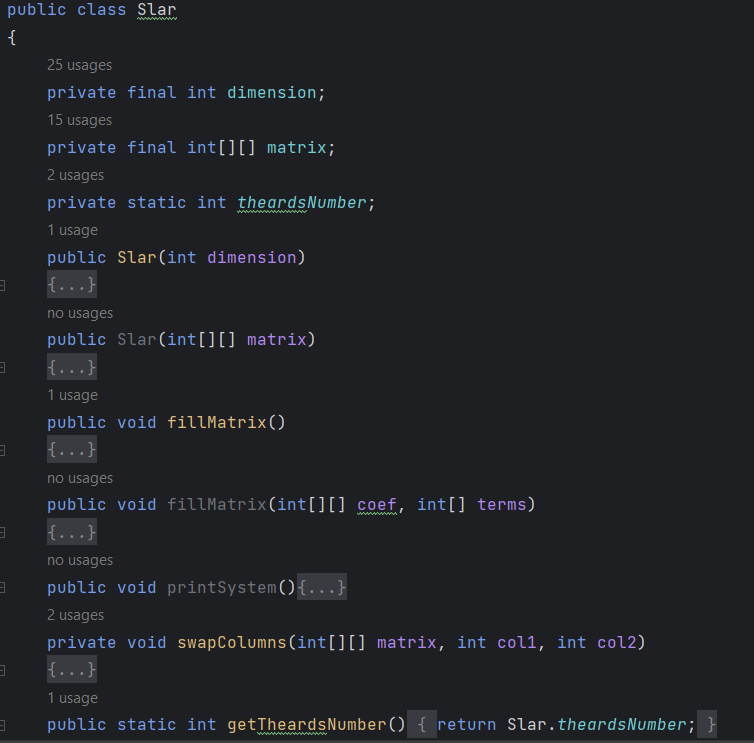 public class Slar
{
25 usages
private final int dimension;
15 usages
private final int[][] matrix;
2 usages
private static int theardsNumber;
1 usage
public Slar(int dimension)
{...}
no usages
public Slar(int[][] matrix)
{...}
1 usage
public void fillMatrix()
{...}
no usages
public void fillMatrix(int[][] coef, int[] terms)
{...}
no usages
public void printSystem(){...}
2 usages
private void swapColumns(int[][] matrix, int col1, int col2)
{...}
1 usage
public static int getTheardsNumber() { return Slar.theardsNumber; }